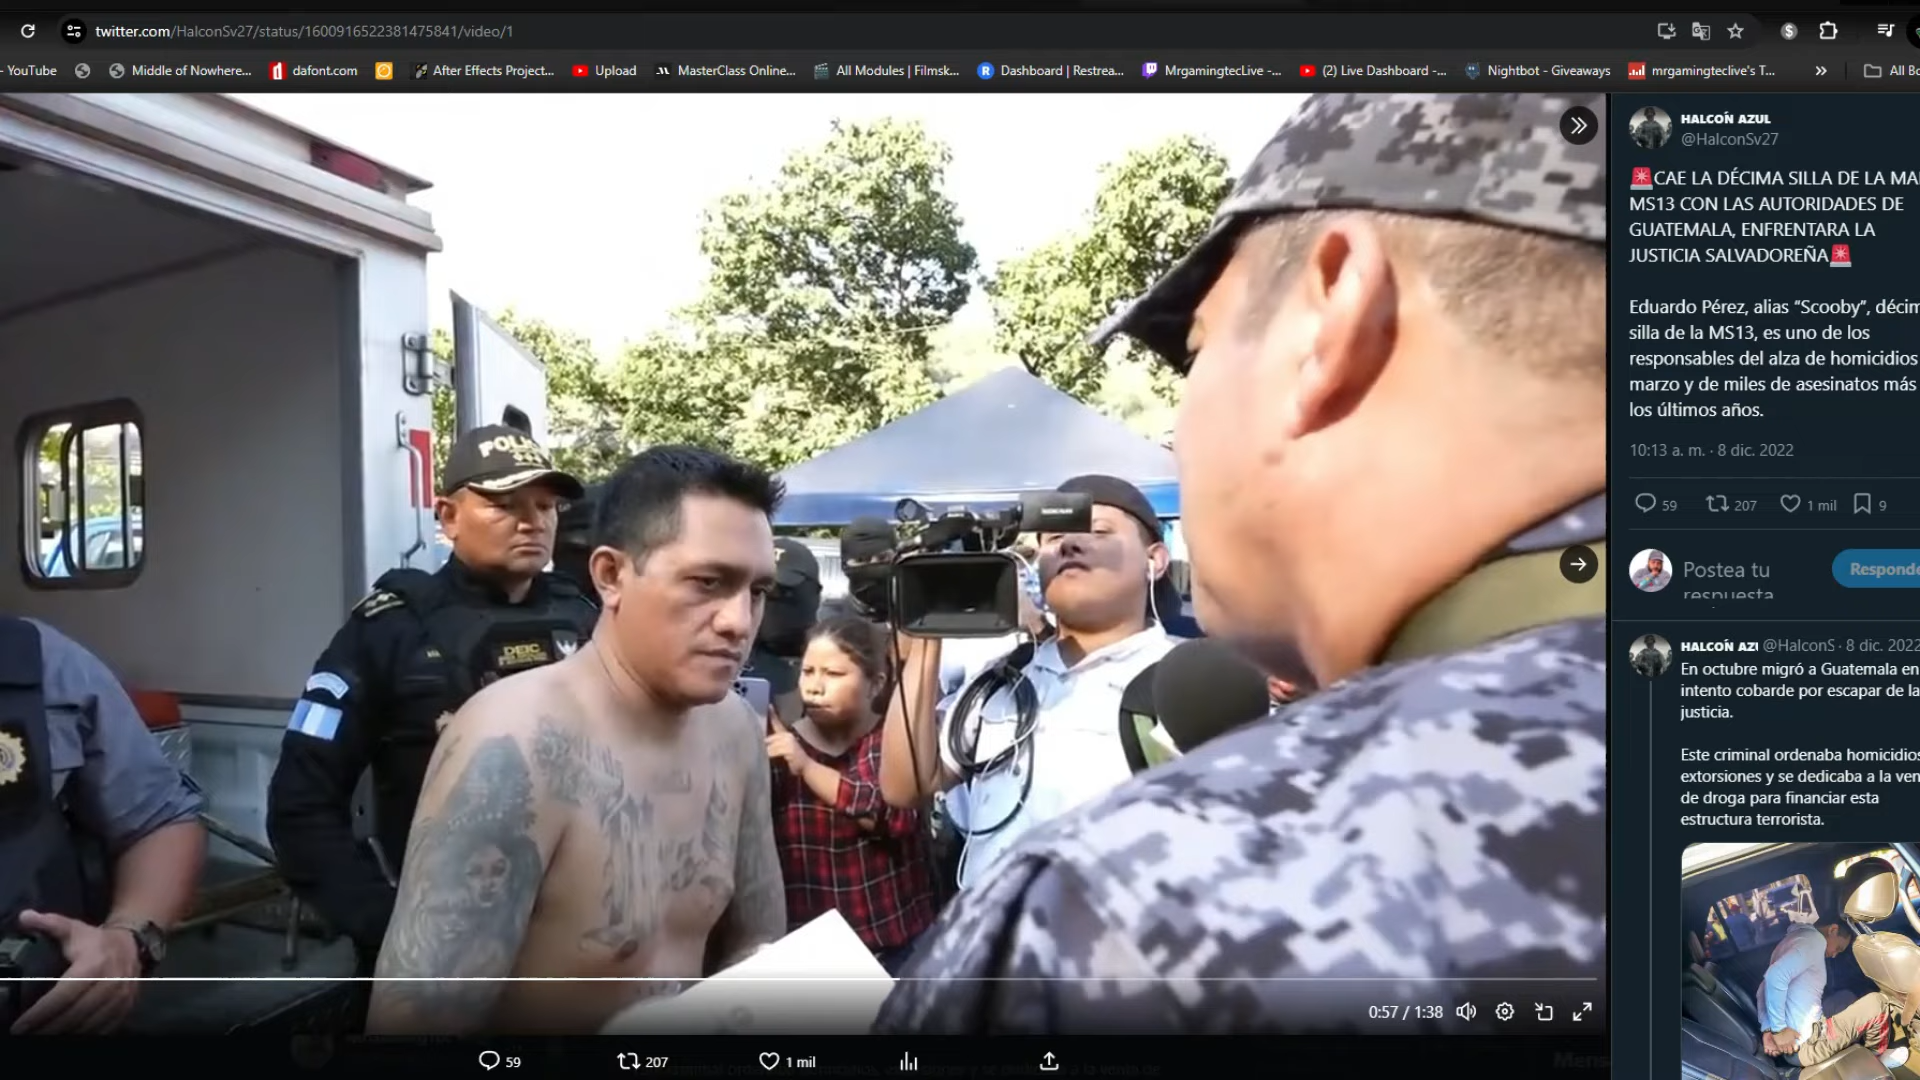 twitter.com/HalconSv27/status/1600916522381475841/video/1
- YouTube
Middle of Nowhere...
dafont.com
After Effects Project...
Upload
MasterClass Online...
All Modules | Filmsk...
Dashboard | Restrea...
MrgamingtecLive -...
(2) Live Dashboard -...
Nightbot - Giveaways
mrgamingteclive's T...
All Bo
POLI
DEIC
0:57 / 1:38
59
207
1 mil
HALCOŃ AZUL
@HalconSv27
🚨CAE LA DÉCIMA SILLA DE LA MA
MS13 CON LAS AUTORIDADES DE
GUATEMALA, ENFRENTARA LA
JUSTICIA SALVADOREÑA🚨
Eduardo Pérez, alias “Scooby”, décim
silla de la MS13, es uno de los
responsables del alza de homicidios
marzo y de miles de asesinatos más
los últimos años.
10:13 a. m. · 8 dic. 2022
59
207
1 mil
9
Postea tu
respuesta
Responde
HALCOŃ AZU @HalconS · 8 dic. 2022
En octubre migró a Guatemala en
intento cobarde por escapar de la
justicia.
Este criminal ordenaba homicidios
extorsiones y se dedicaba a la ven
de droga para financiar esta
estructura terrorista.